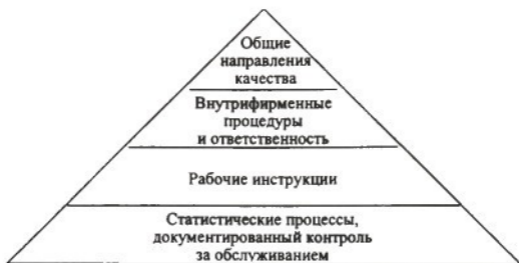 Общие
направления
качества
Внутрифирменные
процедуры
и ответственность
Рабочие инструкции
Статистические процессы,
документированный контроль
за обслуживанием